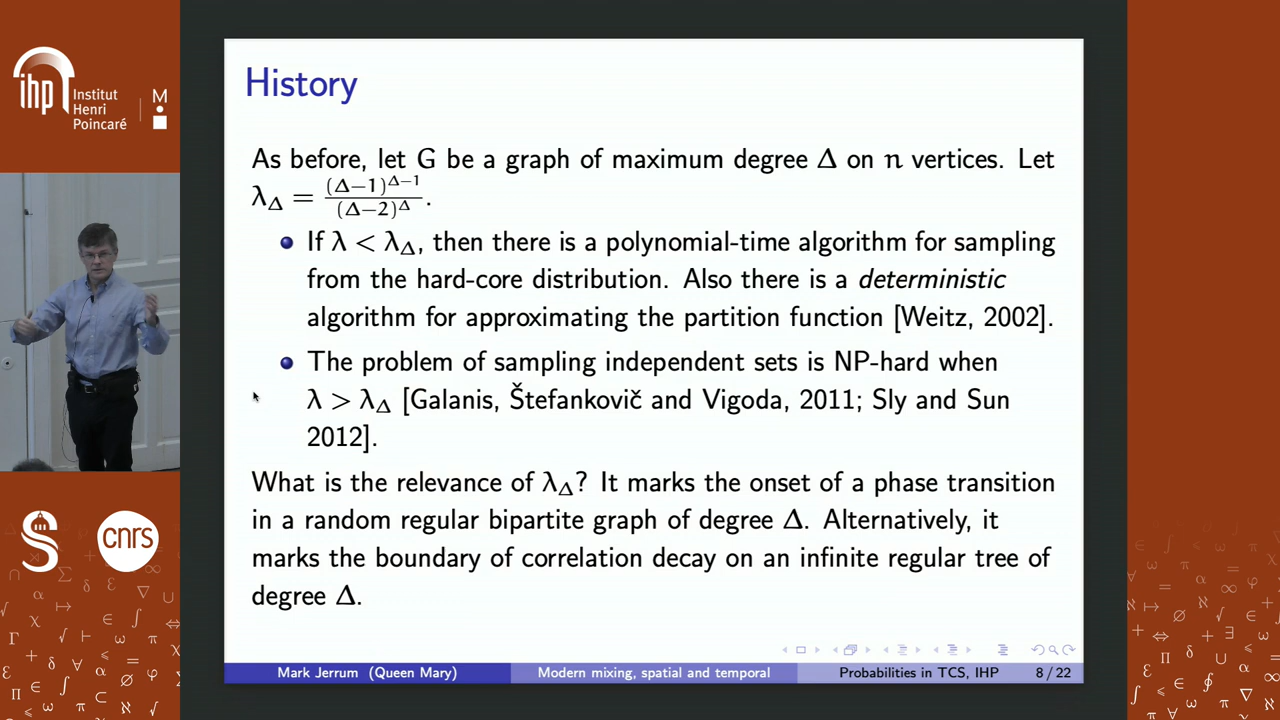 ihp
Institut
Henri
Poincaré
M
CNRS
History
As before, let G be a graph of maximum degree Δ on n vertices. Let
λ_Δ = (Δ−1)^{Δ−1} / (Δ−2)^Δ.
If λ < λ_Δ, then there is a polynomial-time algorithm for sampling
from the hard-core distribution. Also there is a deterministic
algorithm for approximating the partition function [Weitz, 2002].
The problem of sampling independent sets is NP-hard when
λ > λ_Δ [Galanis, Štefankovič and Vigoda, 2011; Sly and Sun
2012].
What is the relevance of λ_Δ? It marks the onset of a phase transition
in a random regular bipartite graph of degree Δ. Alternatively, it
marks the boundary of correlation decay on an infinite regular tree of
degree Δ.
Mark Jerrum (Queen Mary) Modern mixing, spatial and temporal Probabilities in TCS, IHP 8 / 22